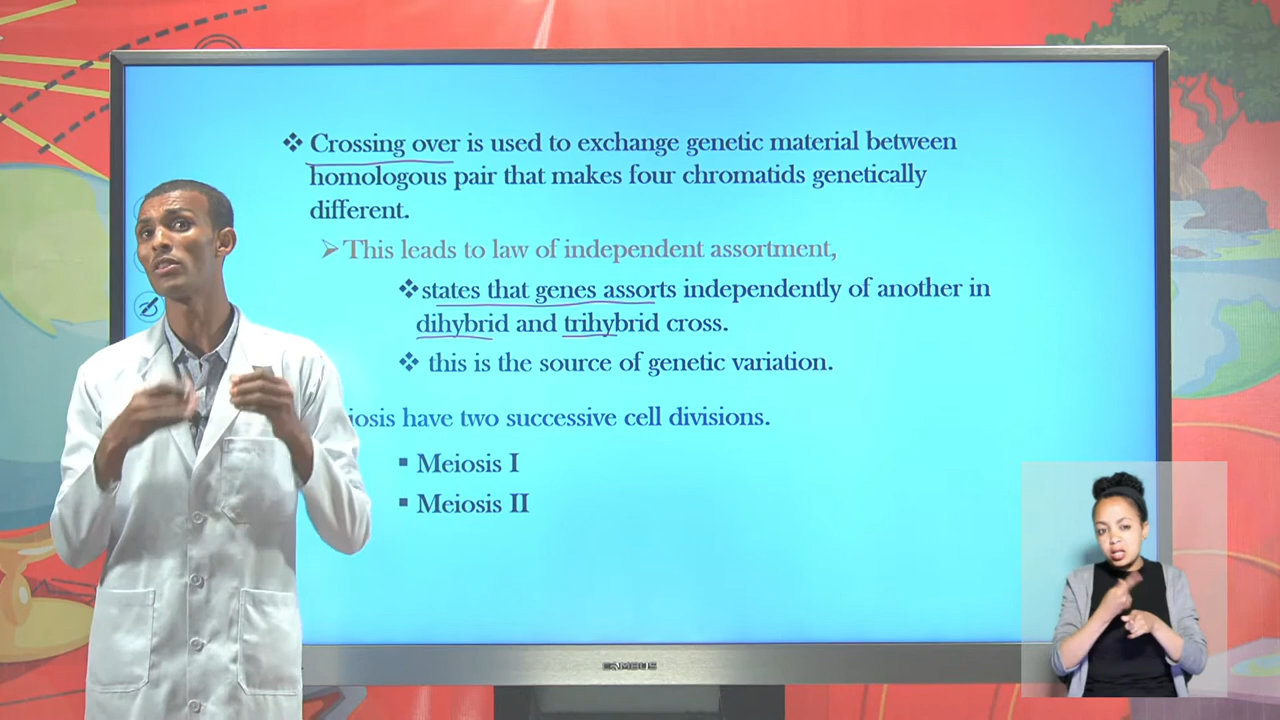 ❖ Crossing over is used to exchange genetic material between
homologous pair that makes four chromatids genetically
different.
➢ This leads to law of independent assortment,
❖ states that genes assorts independently of another in
dihybrid and trihybrid cross.
❖ this is the source of genetic variation.
iosis have two successive cell divisions.
▪ Meiosis I
▪ Meiosis II